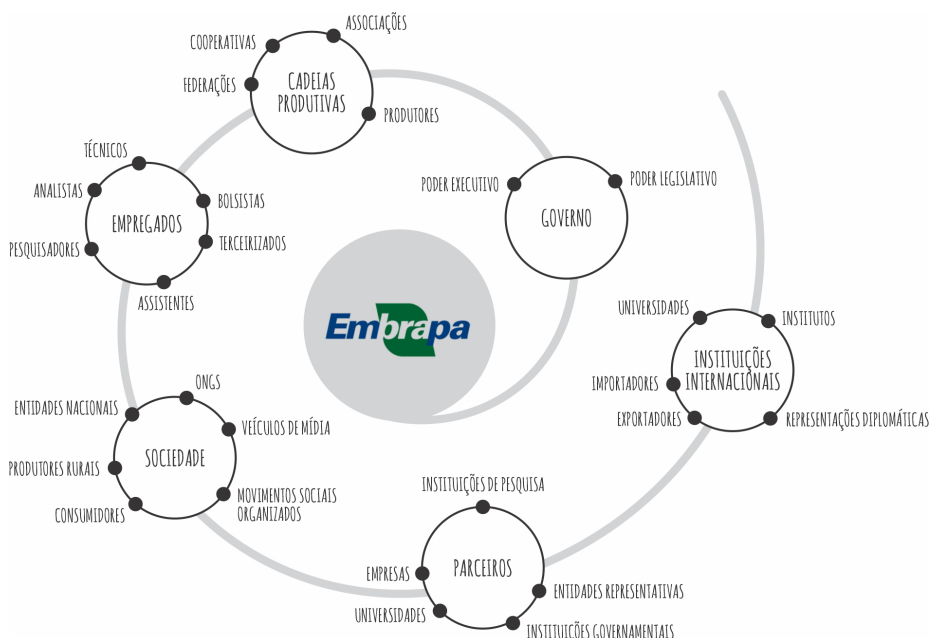 ASSOCIAÇÕES
COOPERATIVAS
FEDERAÇÕES
CADEIAS
PRODUTIVAS
PRODUTORES
TÉCNICOS
ANALISTAS
BOLSISTAS
EMPREGADOS
PESQUISADORES
TERCEIRIZADOS
ASSISTENTES
PODER EXECUTIVO
PODER LEGISLATIVO
GOVERNO
Embrapa
UNIVERSIDADES
INSTITUTOS
INSTITUIÇÕES
INTERNACIONAIS
IMPORTADORES
EXPORTADORES
REPRESENTAÇÕES DIPLOMÁTICAS
ONGS
ENTIDADES NACIONAIS
VEÍCULOS DE MÍDIA
SOCIEDADE
PRODUTORES RURAIS
MOVIMENTOS SOCIAIS
ORGANIZADOS
CONSUMIDORES
INSTITUIÇÕES DE PESQUISA
EMPRESAS
PARCEIROS
ENTIDADES REPRESENTATIVAS
UNIVERSIDADES
INSTITUIÇÕES GOVERNAMENTAIS